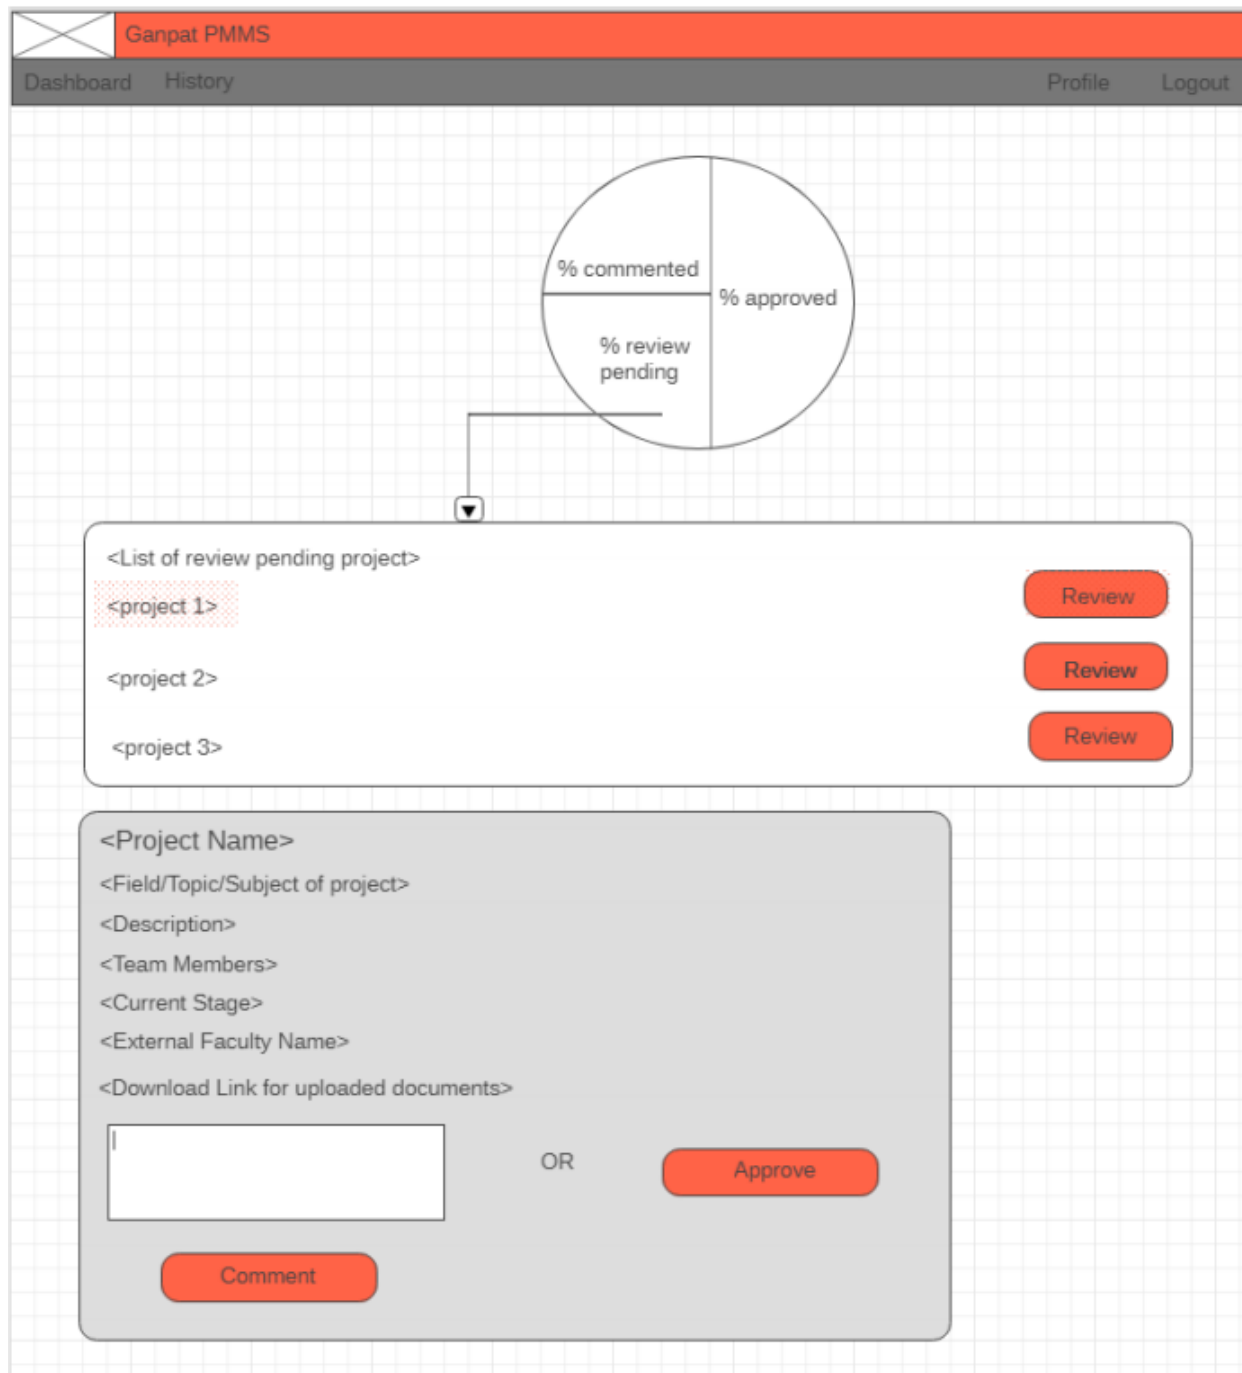 Ganpat PMMS
Dashboard History Profile Logout
% commented
% approved
% review
pending
<List of review pending project>
<project 1> Review
<project 2> Review
<project 3> Review
<Project Name>
<Field/Topic/Subject of project>
<Description>
<Team Members>
<Current Stage>
<External Faculty Name>
<Download Link for uploaded documents>
OR Approve
Comment